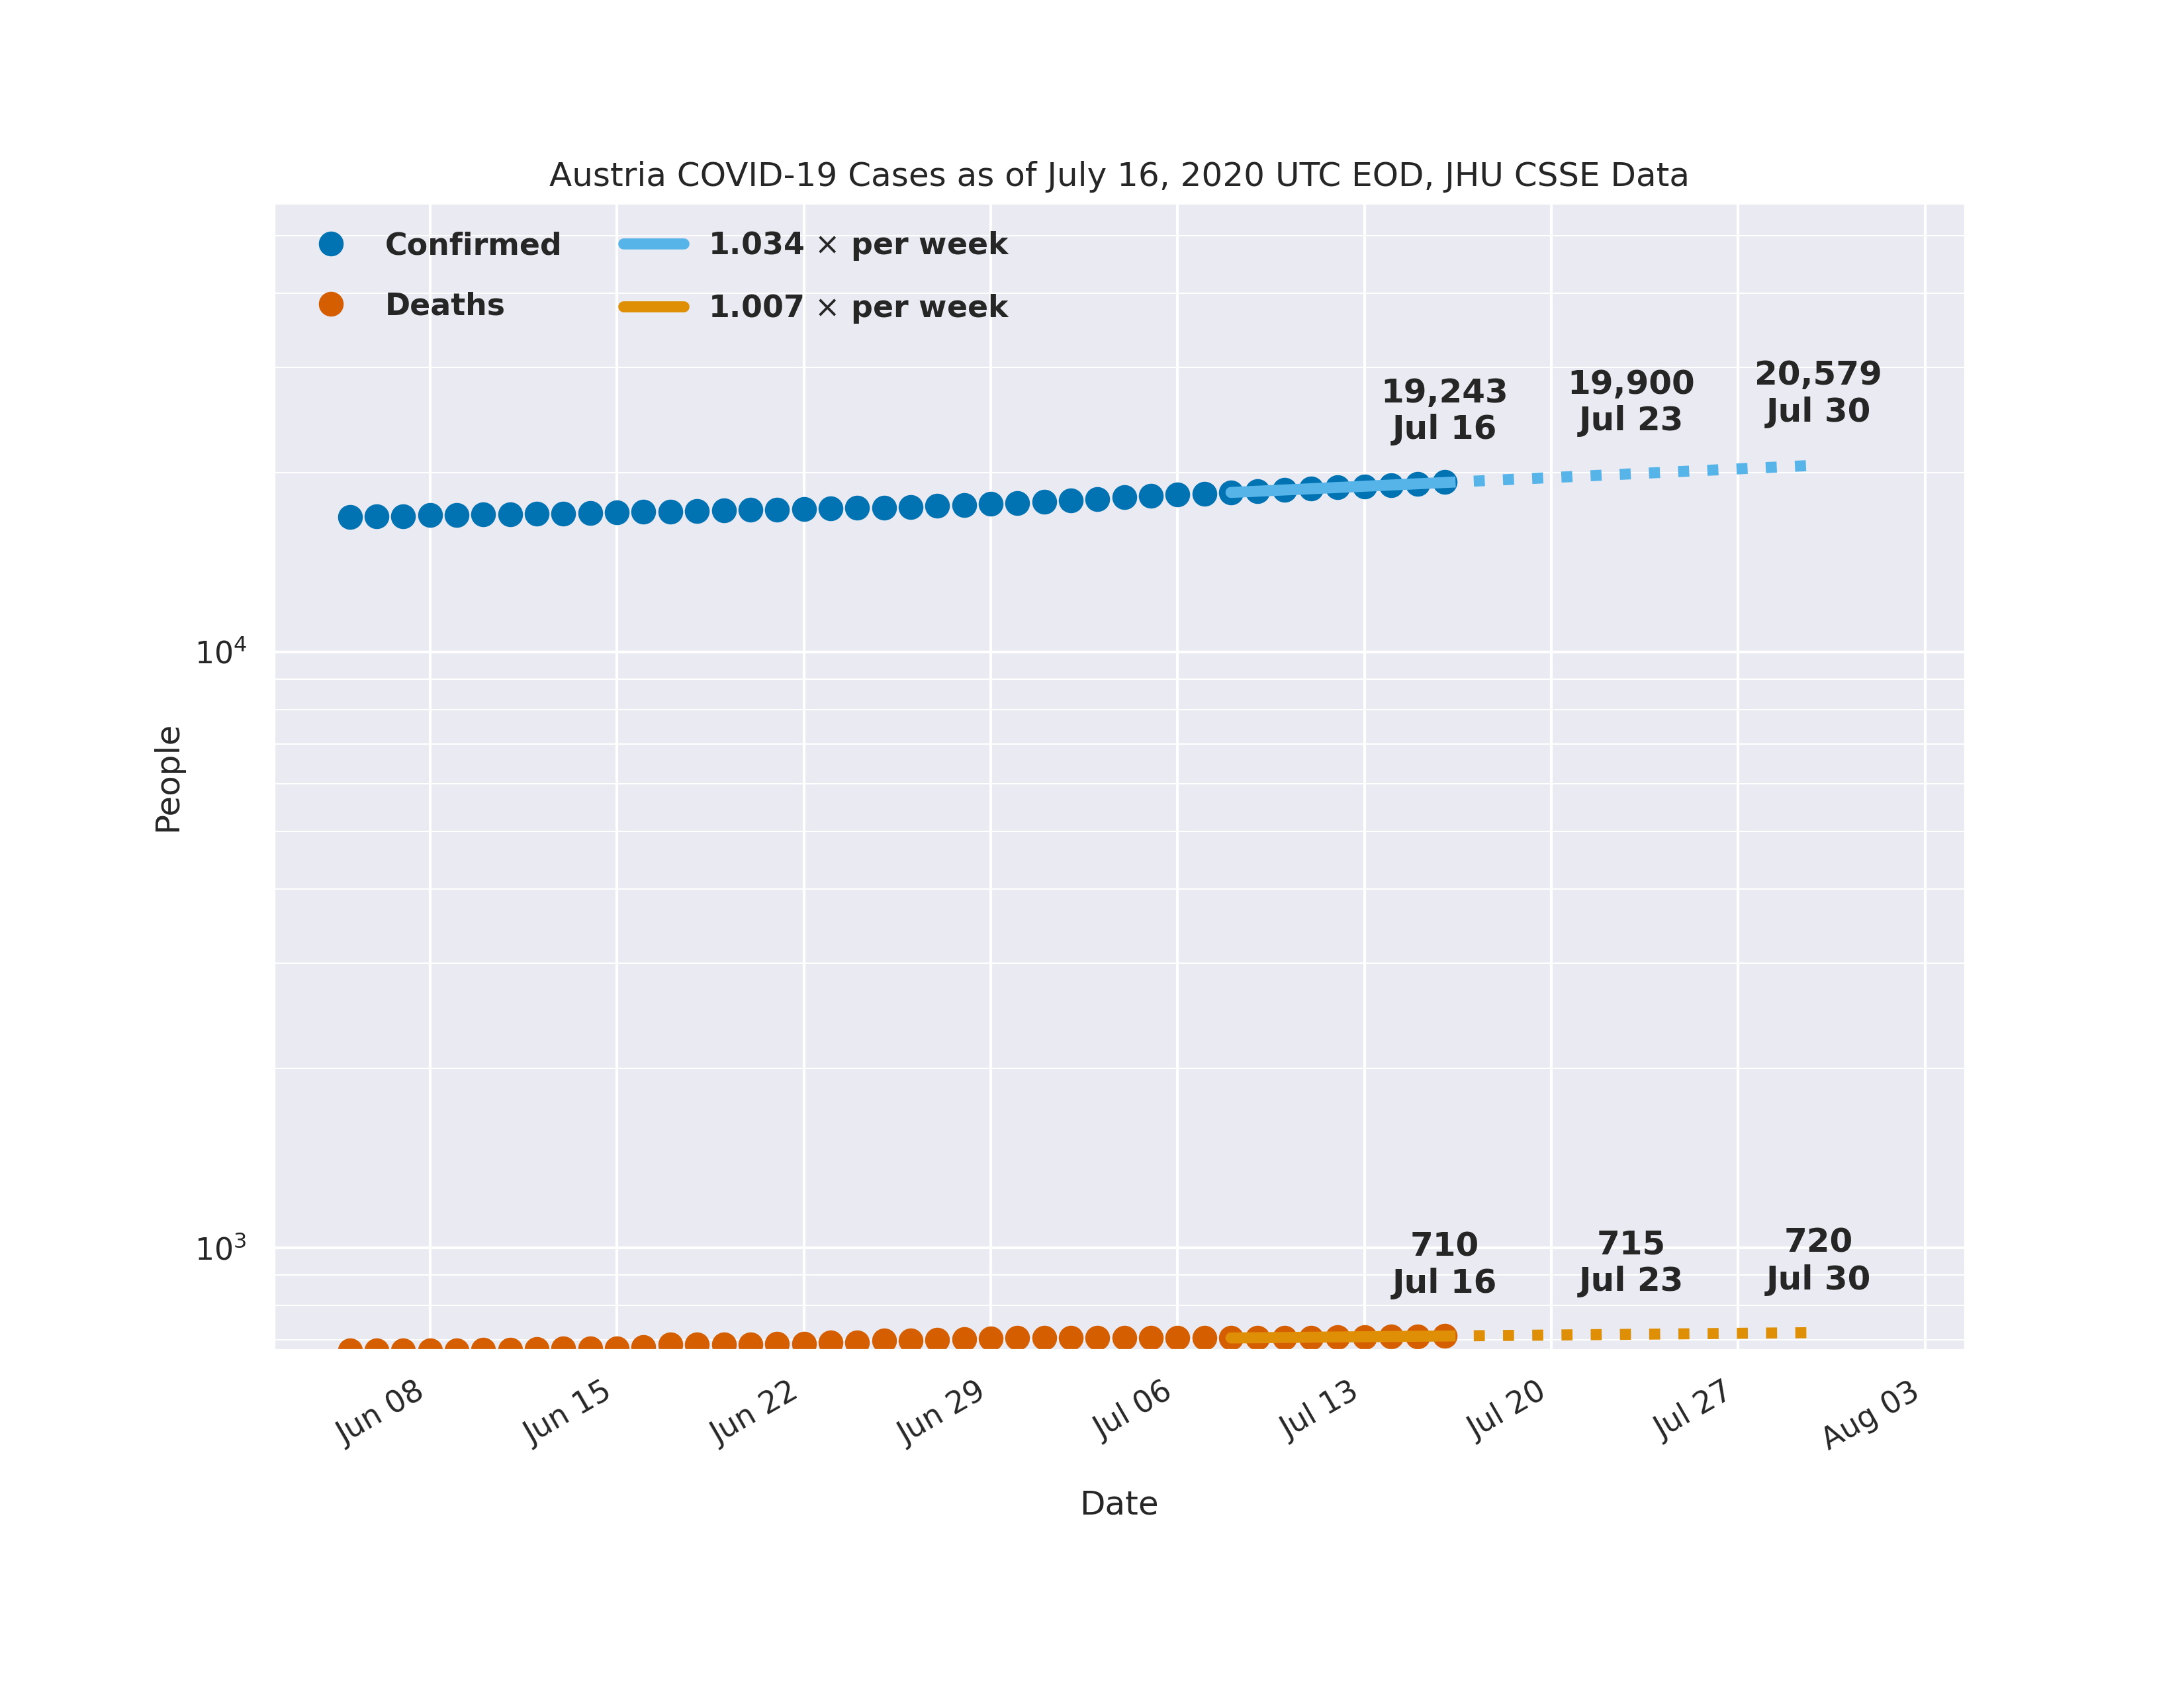 Austria COVID-19 Cases as of July 16, 2020 UTC EOD, JHU CSSE Data
Confirmed
Deaths
1.034 × per week
1.007 × per week
19,243
Jul 16
19,900
Jul 23
20,579
Jul 30
10⁴
People
10³
710
Jul 16
715
Jul 23
720
Jul 30
Jun 08
Jun 15
Jun 22
Jun 29
Jul 06
Jul 13
Jul 20
Jul 27
Aug 03
Date